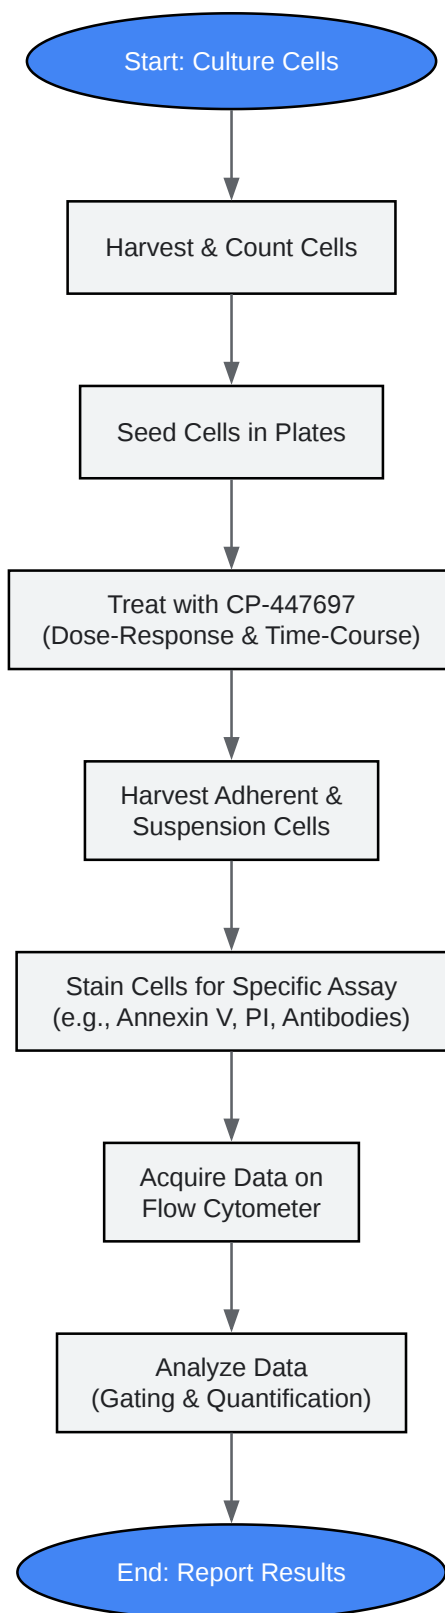 Start: Culture Cells
Harvest & Count Cells
Seed Cells in Plates
Treat with CP-447697
(Dose-Response & Time-Course)
Harvest Adherent &
Suspension Cells
Stain Cells for Specific Assay
(e.g., Annexin V, PI, Antibodies)
Acquire Data on
Flow Cytometer
Analyze Data
(Gating & Quantification)
End: Report Results